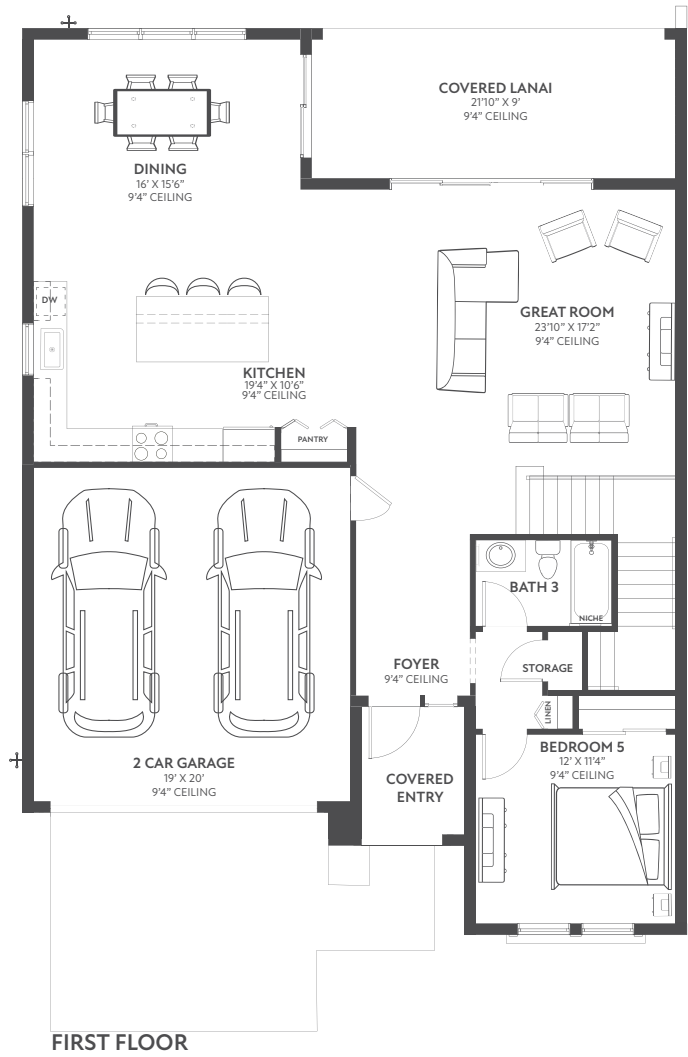 COVERED LANAI
21'10" X 9'
9'4" CEILING
DINING
16' X 15'6"
9'4" CEILING
DW
GREAT ROOM
23'10" X 17'2"
9'4" CEILING
KITCHEN
19'4" X 10'6"
9'4" CEILING
PANTRY
BATH 3
NICHE
FOYER
9'4" CEILING
STORAGE
LINEN
2 CAR GARAGE
19' X 20'
9'4" CEILING
COVERED
ENTRY
BEDROOM 5
12' X 11'4"
9'4" CEILING
FIRST FLOOR